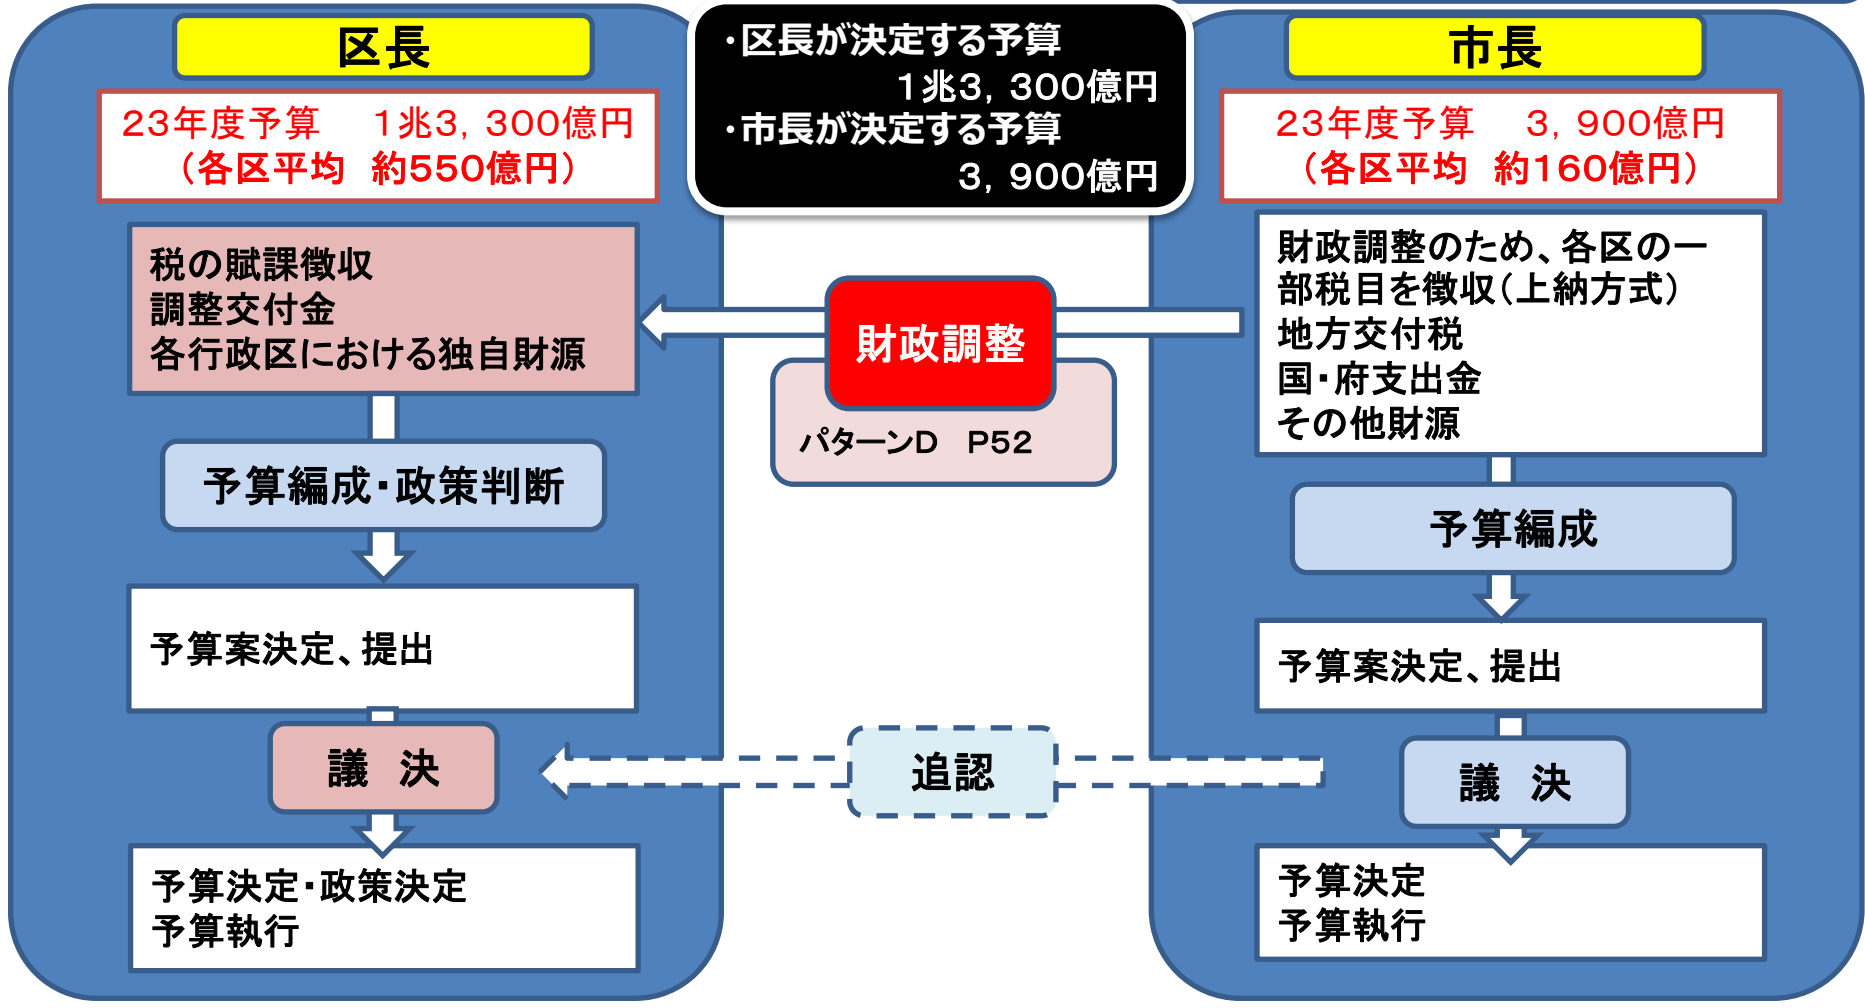 区長
23年度予算　1兆3，300億円
（各区平均　約550億円）
税の賦課徴収
調整交付金
各行政区における独自財源
予算編成・政策判断
予算案決定、提出
議　決
予算決定・政策決定
予算執行
・区長が決定する予算
1兆3，300億円
・市長が決定する予算
3，900億円
財政調整
パターンD　P52
追認
市長
23年度予算　3，900億円
（各区平均　約160億円）
財政調整のため、各区の一
部税目を徴収（上納方式）
地方交付税
国・府支出金
その他財源
予算編成
予算案決定、提出
議　決
予算決定
予算執行